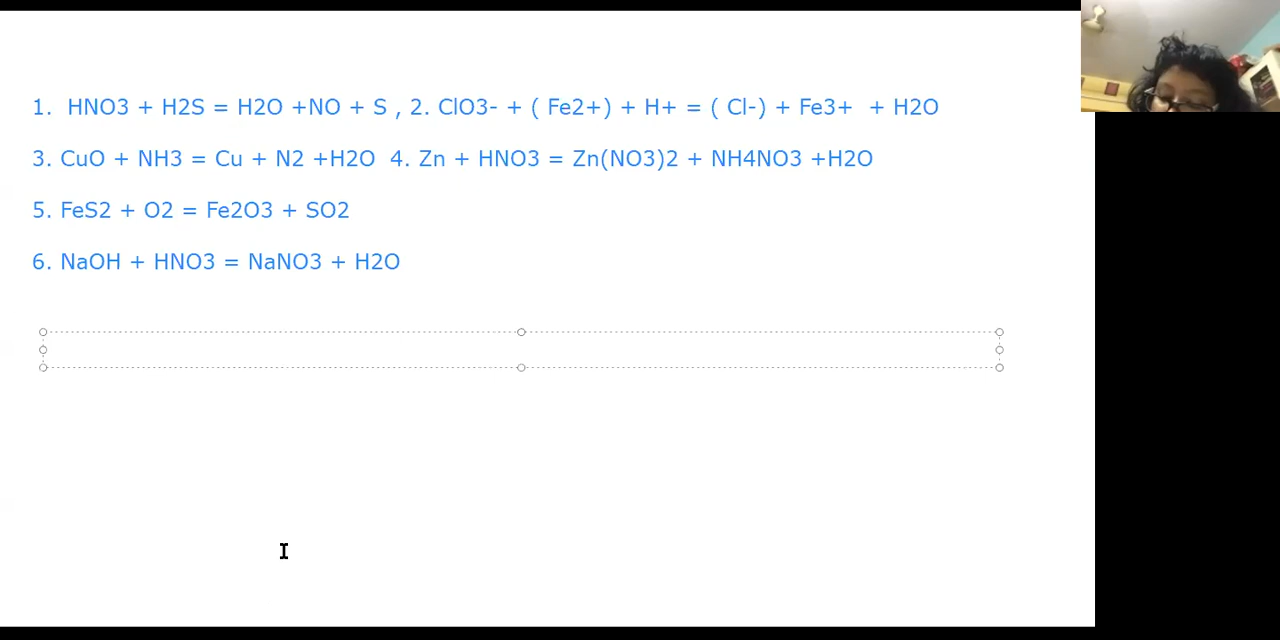 1.  HNO3 + H2S = H2O +NO + S , 2. ClO3- + ( Fe2+) + H+ = ( Cl-) + Fe3+  + H2O
3. CuO + NH3 = Cu + N2 +H2O  4. Zn + HNO3 = Zn(NO3)2 + NH4NO3 +H2O
5. FeS2 + O2 = Fe2O3 + SO2
6. NaOH + HNO3 = NaNO3 + H2O